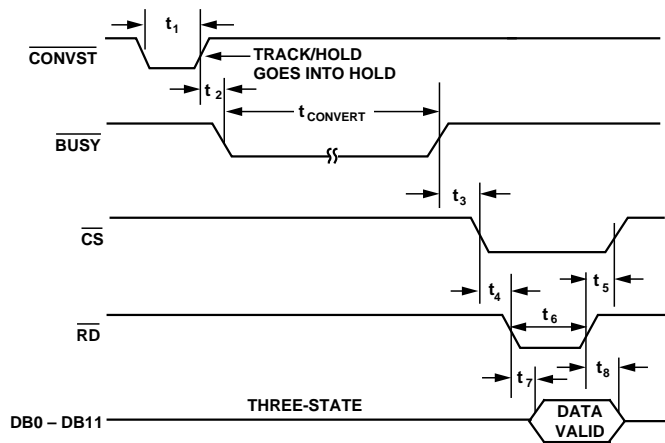 t1
CONVST
TRACK/HOLD
GOES INTO HOLD
t2
tCONVERT
BUSY
t3
CS
t4
t5
t6
RD
t7
t8
THREE-STATE
DB0 – DB11
DATA
VALID